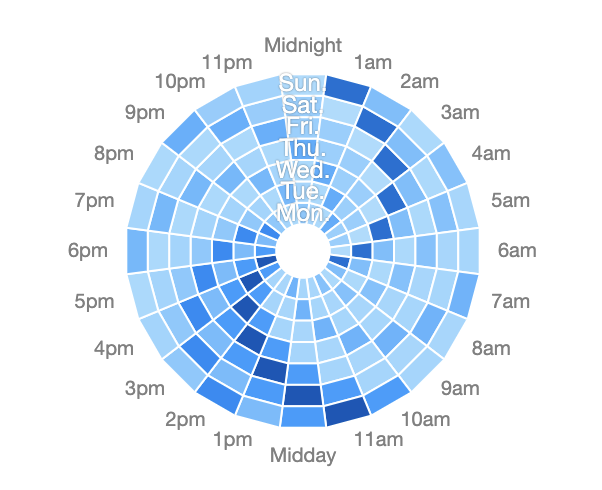 Midnight
11pm
1am
10pm
2am
9pm
3am
8pm
4am
7pm
5am
6pm
6am
5pm
7am
4pm
8am
3pm
9am
2pm
10am
1pm
11am
Midday
Sun.
Sat.
Fri.
Thu.
Wed.
Tue.
Mon.